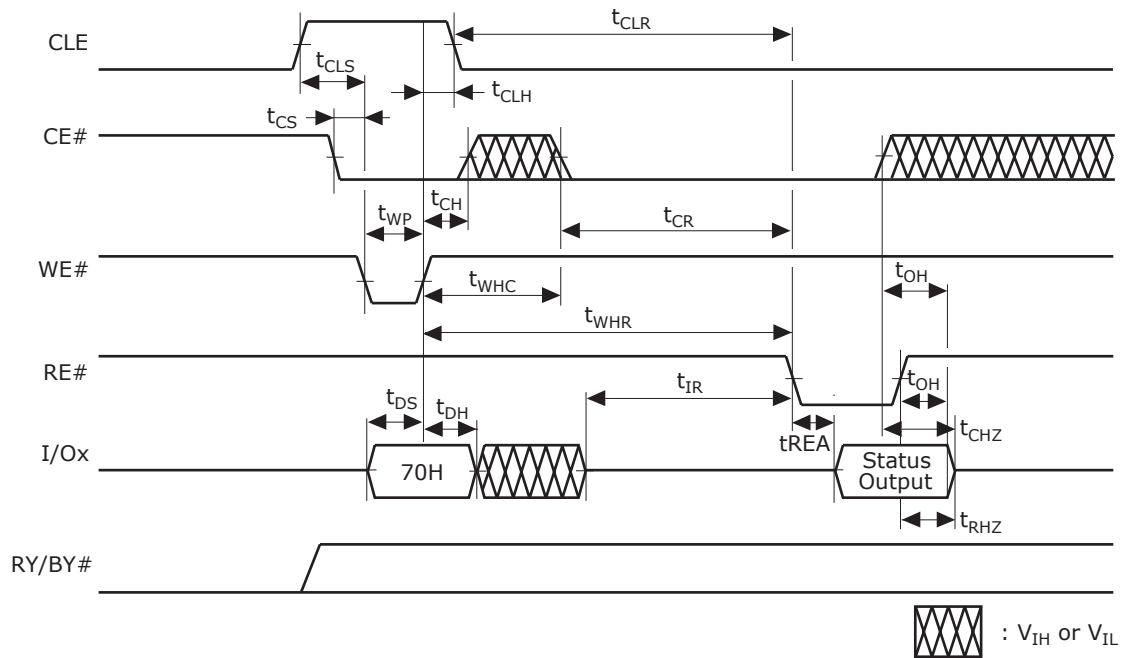 CLE
tCLR
tCLS
tCLH
tCS
CE#
tCH
tWP
tCR
WE#
tWHC
tOH
tWHR
RE#
tIR
tOH
tDS
tDH
tREA
tCHZ
I/Ox
70H
Status
Output
tRHZ
RY/BY#
: VIH or VIL